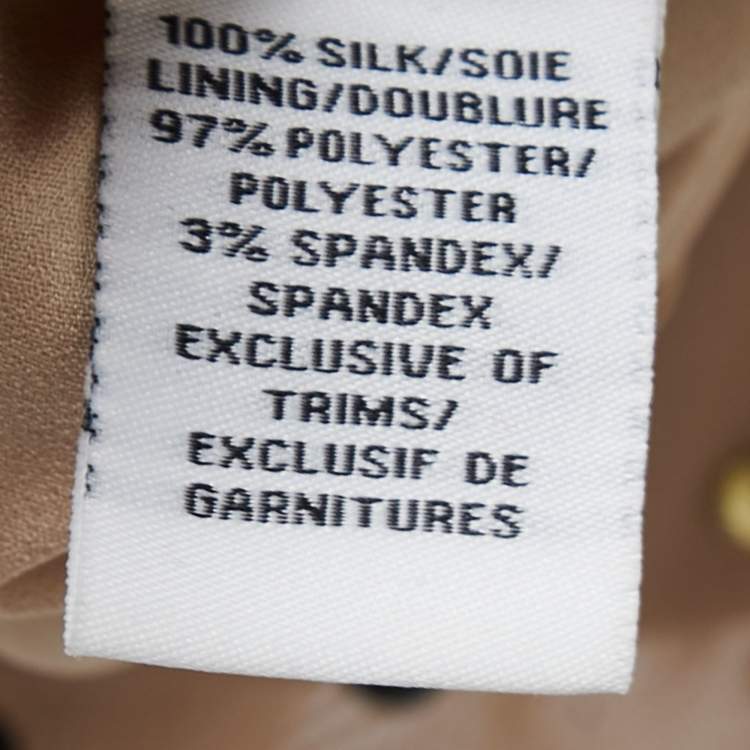 100% SILK/SOIE
LINING/DOUBLURE
97% POLYESTER/
POLYESTER
3% SPANDEX/
SPANDEX
EXCLUSIVE OF
TRIMS/
EXCLUSIF DE
GARNITURES